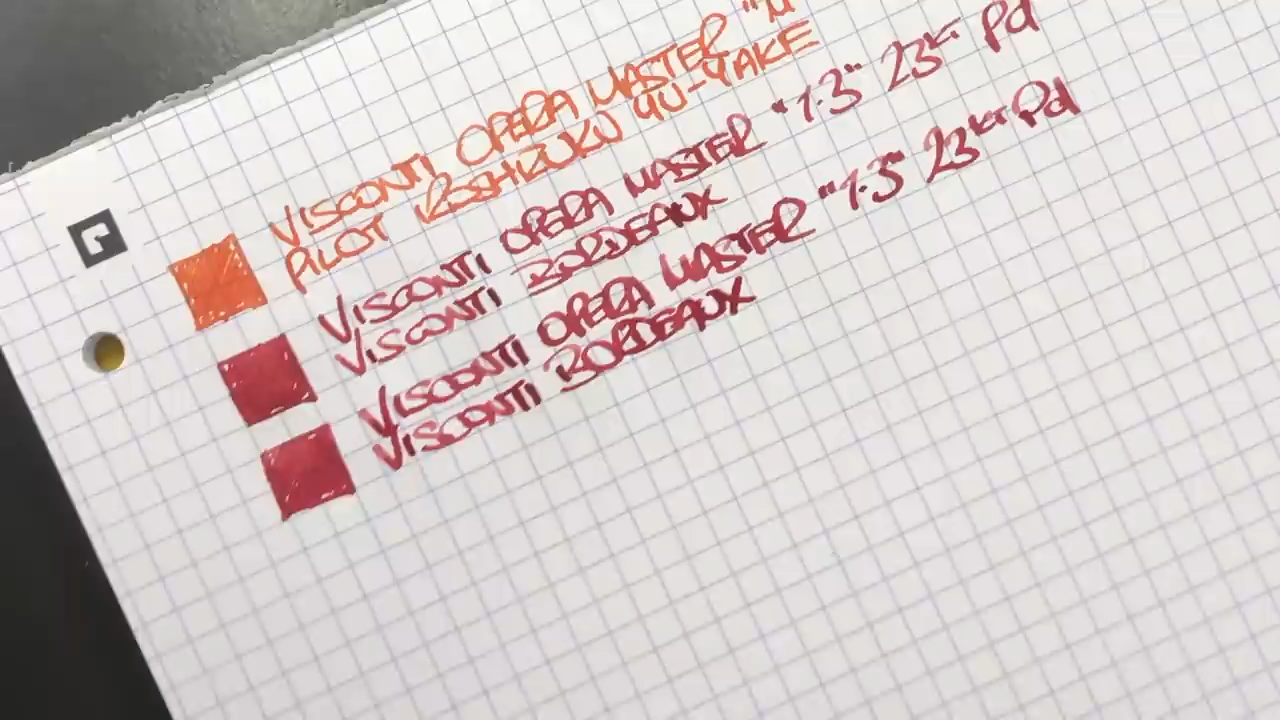 VISCONTI OPERA MASTER "M
PILOT IROSHIZUKU YU-YAKE
VISCONTI OPERA MASTER "1.3" 23kt Pd
VISCONTI BORDEAUX
VISCONTI OPERA MASTER "1.3" 23kt Pd
VISCONTI BORDEAUX